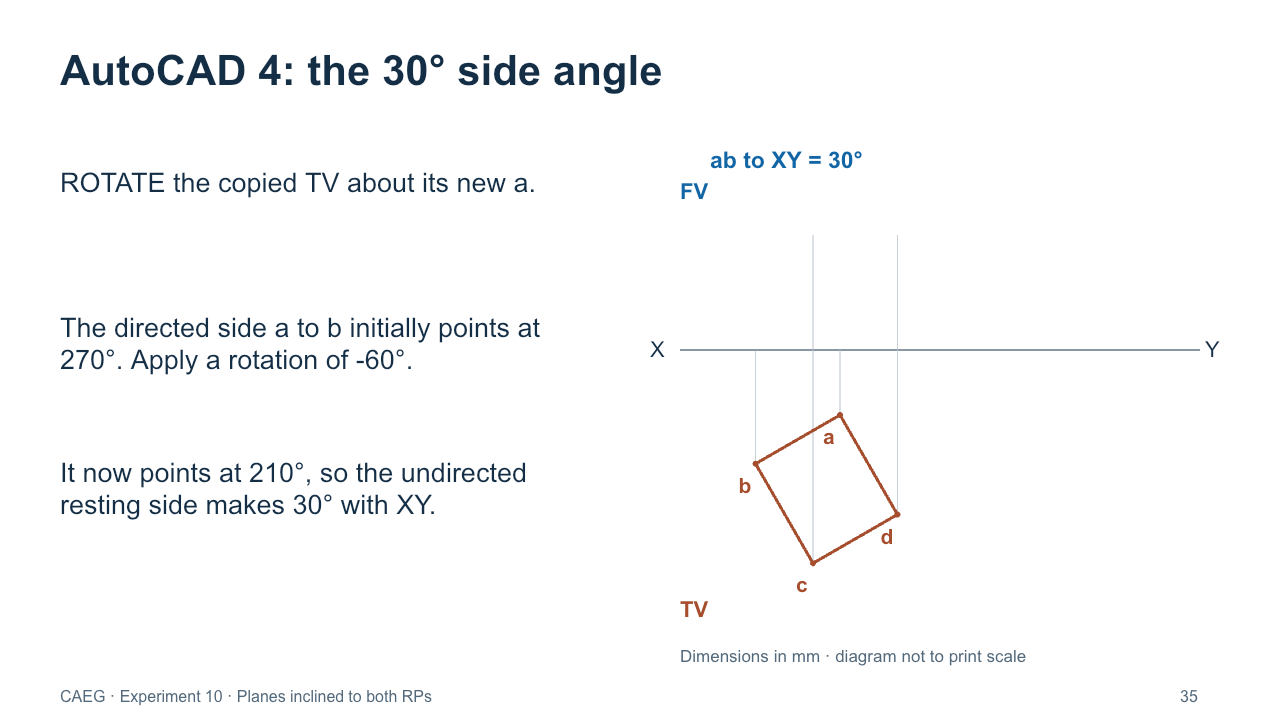 AutoCAD 4: the 30° side angle
ROTATE the copied TV about its new a.
The directed side a to b initially points at
270°. Apply a rotation of -60°.
It now points at 210°, so the undirected
resting side makes 30° with XY.
ab to XY = 30°
FV
X
Y
a
b
d
c
TV
Dimensions in mm · diagram not to print scale
CAEG · Experiment 10 · Planes inclined to both RPs
35